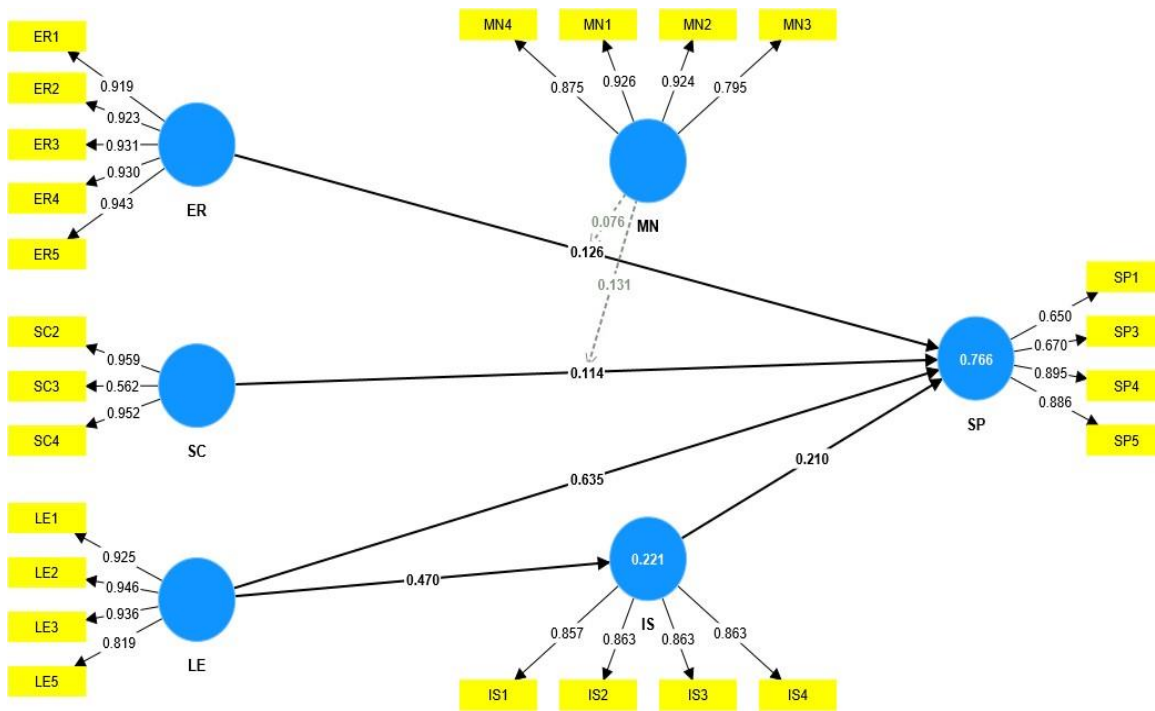 ER1
ER2
ER3
ER4
ER5
0.919
0.923
0.931
0.930
0.943
ER
MN4
MN1
MN2
MN3
0.875
0.926
0.924
0.795
MN
0.076
0.126
0.131
SC2
SC3
SC4
0.959
0.562
0.952
SC
0.114
SP1
SP3
SP4
SP5
0.650
0.670
0.895
0.886
0.766
SP
0.635
0.210
LE1
LE2
LE3
LE5
0.925
0.946
0.936
0.819
LE
0.470
0.221
IS
0.857
0.863
0.863
0.863
IS1
IS2
IS3
IS4